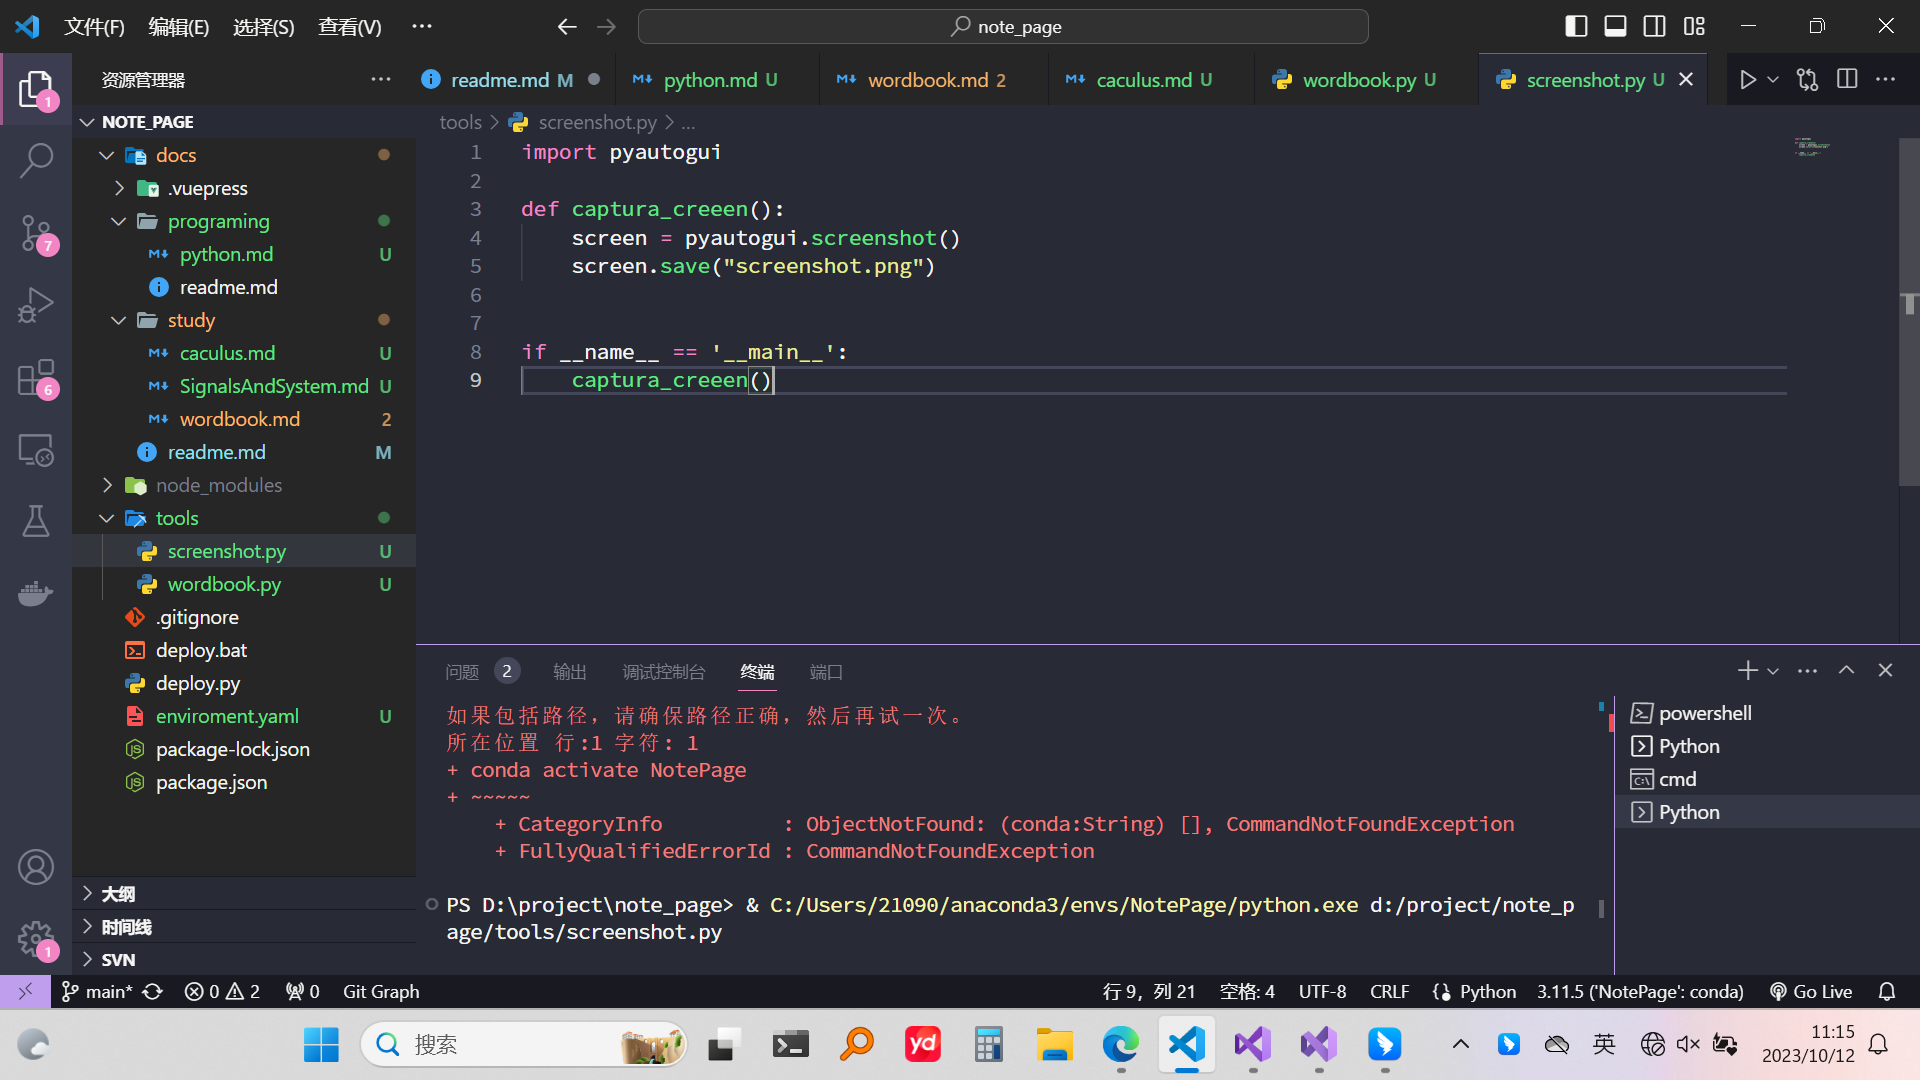 文件(F) 编辑(E) 选择(S) 查看(V) ··· note_page
资源管理器 ···
readme.md M python.md U wordbook.md 2 caculus.md U wordbook.py U screenshot.py U
NOTE_PAGE
docs
.vuepress
programing
python.md U
readme.md
study
caculus.md U
SignalsAndSystem.md U
wordbook.md 2
readme.md M
node_modules
tools
screenshot.py U
wordbook.py U
.gitignore
deploy.bat
deploy.py
enviroment.yaml U
package-lock.json
package.json
大纲
时间线
SVN
1
7
6
1
tools > screenshot.py > ...
1 import pyautogui
2
3 def captura_creeen():
4 screen = pyautogui.screenshot()
5 screen.save("screenshot.png")
6
7
8 if __name__ == '__main__':
9 captura_creeen()
问题 2 输出 调试控制台 终端 端口
如果包括路径，请确保路径正确，然后再试一次。
所在位置 行:1 字符: 1
+ conda activate NotePage
+ ~~~~~
+ CategoryInfo : ObjectNotFound: (conda:String) [], CommandNotFoundException
+ FullyQualifiedErrorId : CommandNotFoundException
PS D:\project\note_page> & C:/Users/21090/anaconda3/envs/NotePage/python.exe d:/project/note_p
age/tools/screenshot.py
powershell
Python
cmd
Python
main* 0 2 0 Git Graph 行 9，列 21 空格: 4 UTF-8 CRLF Python 3.11.5 ('NotePage': conda) Go Live
搜索 yd 英 11:15
2023/10/12